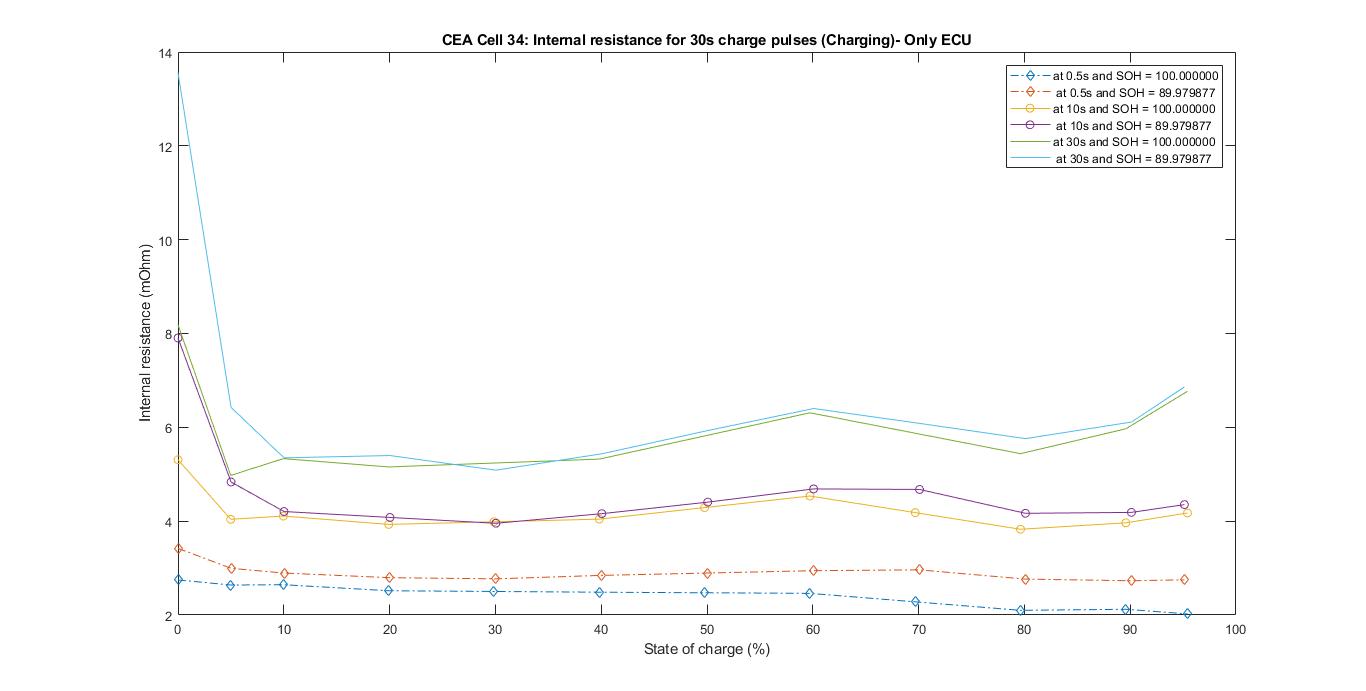 CEA Cell 34: Internal resistance for 30s charge pulses (Charging)- Only ECU
14
12
10
8
6
4
2
Internal resistance (mOhm)
at 0.5s and SOH = 100.000000
at 0.5s and SOH = 89.979877
at 10s and SOH = 100.000000
at 10s and SOH = 89.979877
at 30s and SOH = 100.000000
at 30s and SOH = 89.979877
0 10 20 30 40 50 60 70 80 90 100
State of charge (%)